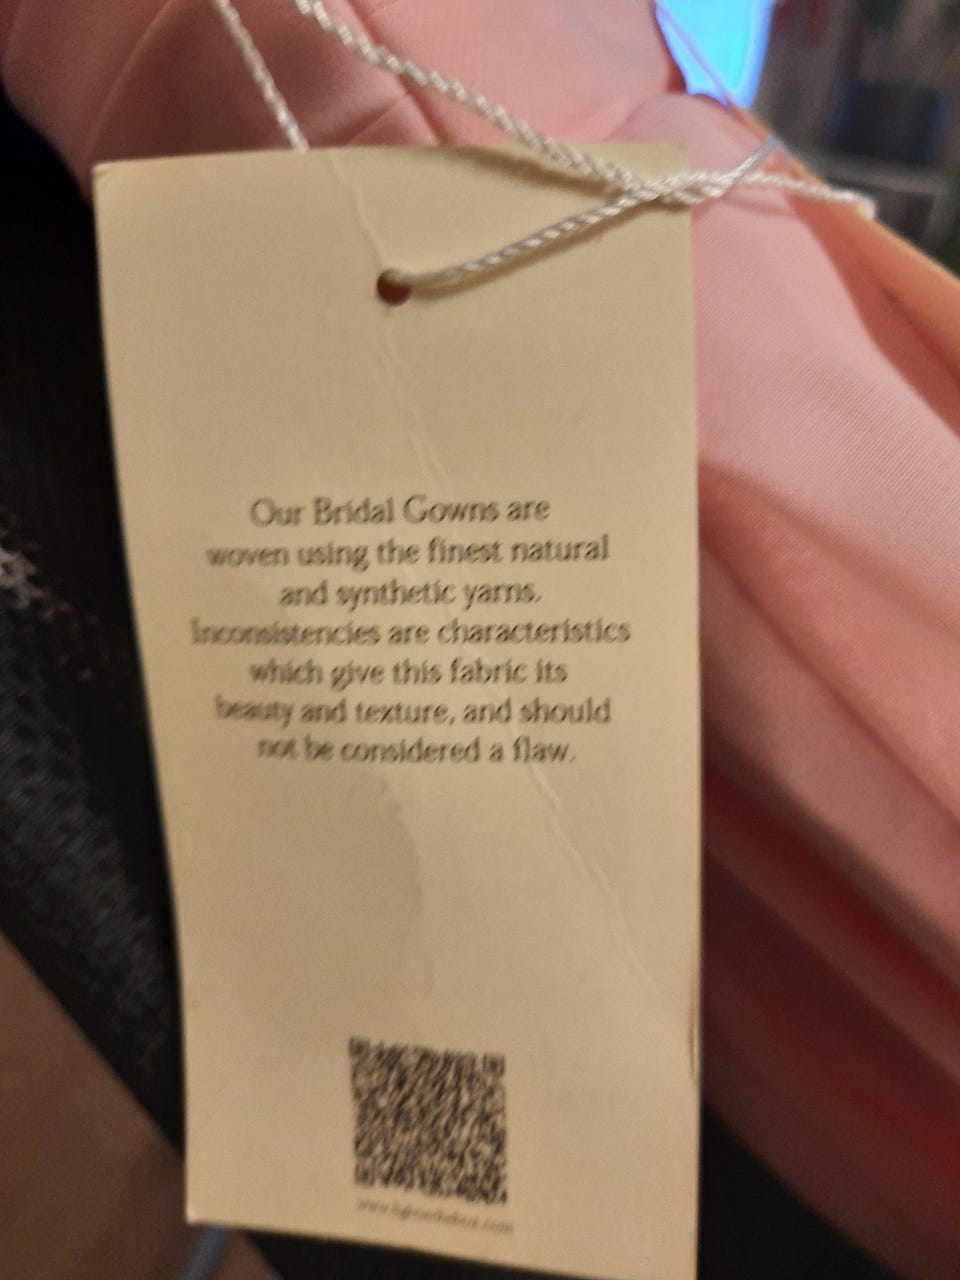 Our Bridal Gowns are
woven using the finest natural
and synthetic yarns.
Inconsistencies are characteristics
which give this fabric its
beauty and texture, and should
not be considered a flaw.